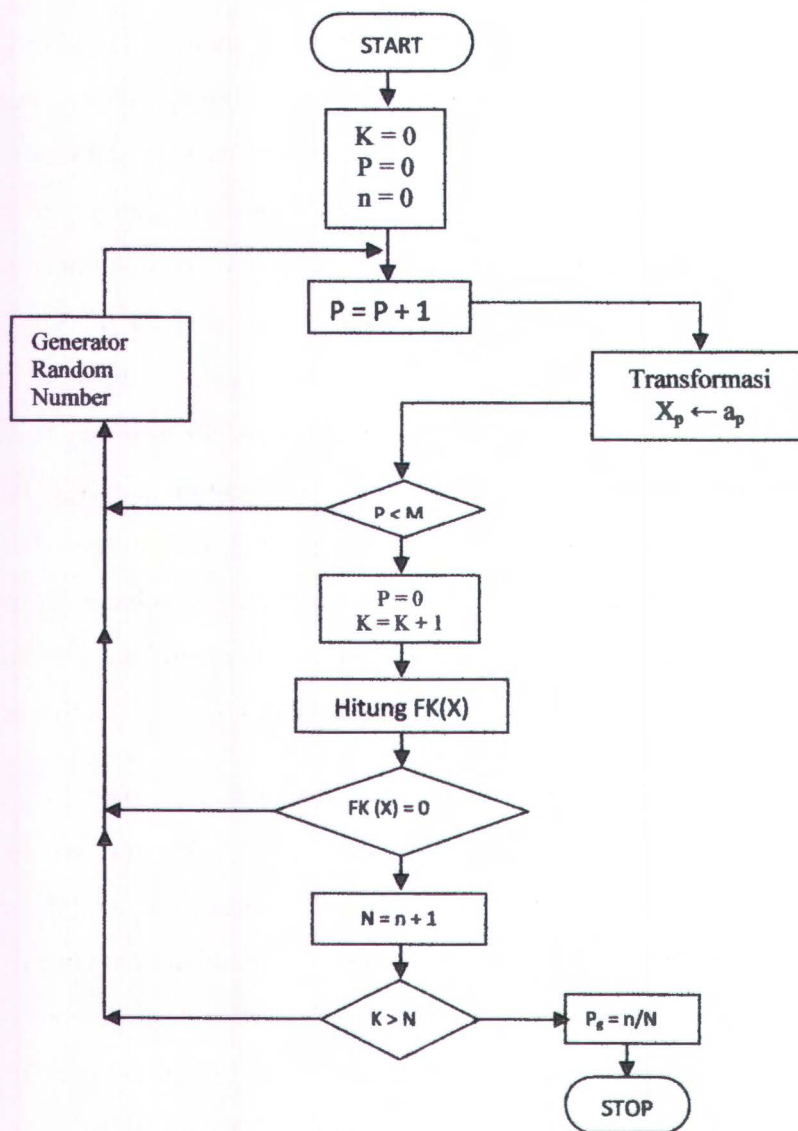 START
K = 0
P = 0
n = 0
P = P + 1
Generator
Random
Number
Transformasi
Xₚ ← aₚ
P < M
P = 0
K = K + 1
Hitung FK(X)
FK (X) = 0
N = n + 1
K > N
P_g = n/N
STOP